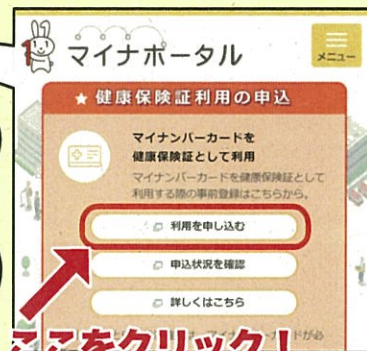 マイナポータル
メニュー
★ 健康保険証利用の申込
マイナンバーカードを
健康保険証として利用
マイナンバーカードを健康保険証として
利用する際の事前登録はこちらから。
利用を申し込む
申込状況を確認
詳しくはこちら
ここをクリック！